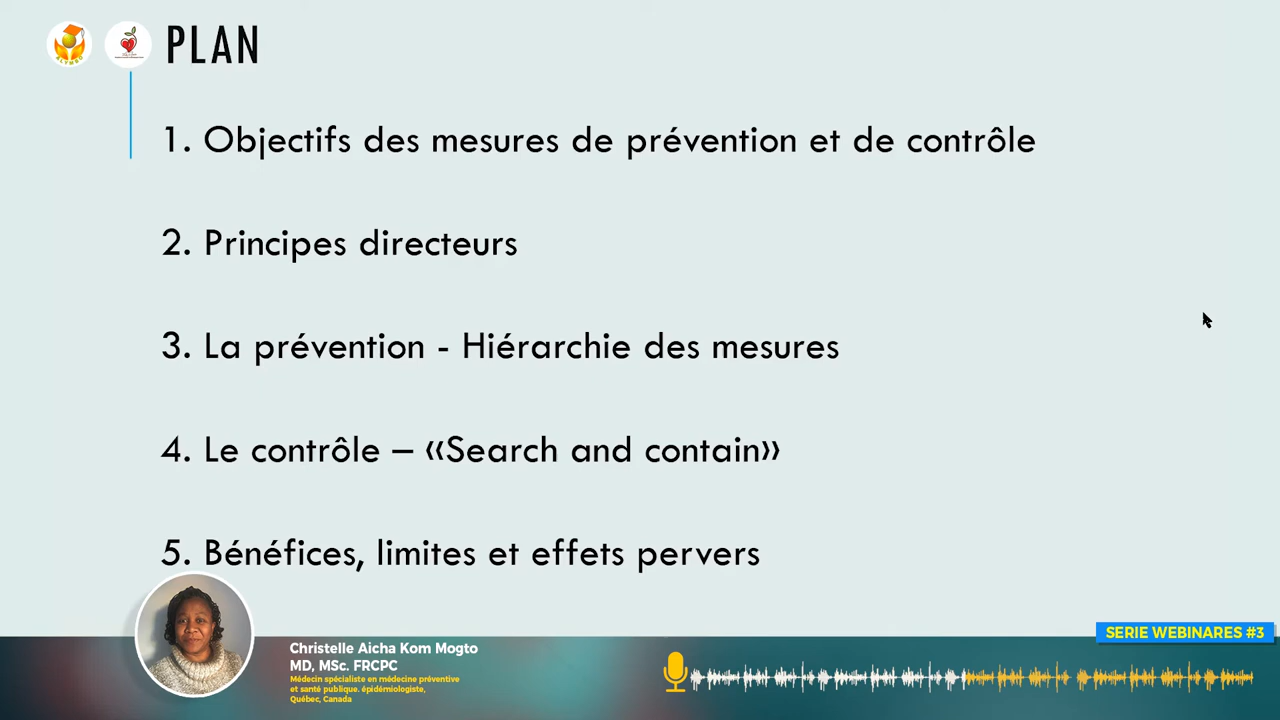 PLAN
1. Objectifs des mesures de prévention et de contrôle
2. Principes directeurs
3. La prévention - Hiérarchie des mesures
4. Le contrôle – «Search and contain»
5. Bénéfices, limites et effets pervers
SERIE WEBINARES #3
Christelle Aicha Kom Mogto
MD, MSc. FRCPC
Médecin spécialiste en médecine préventive
et santé publique. épidémiologiste,
Québec, Canada